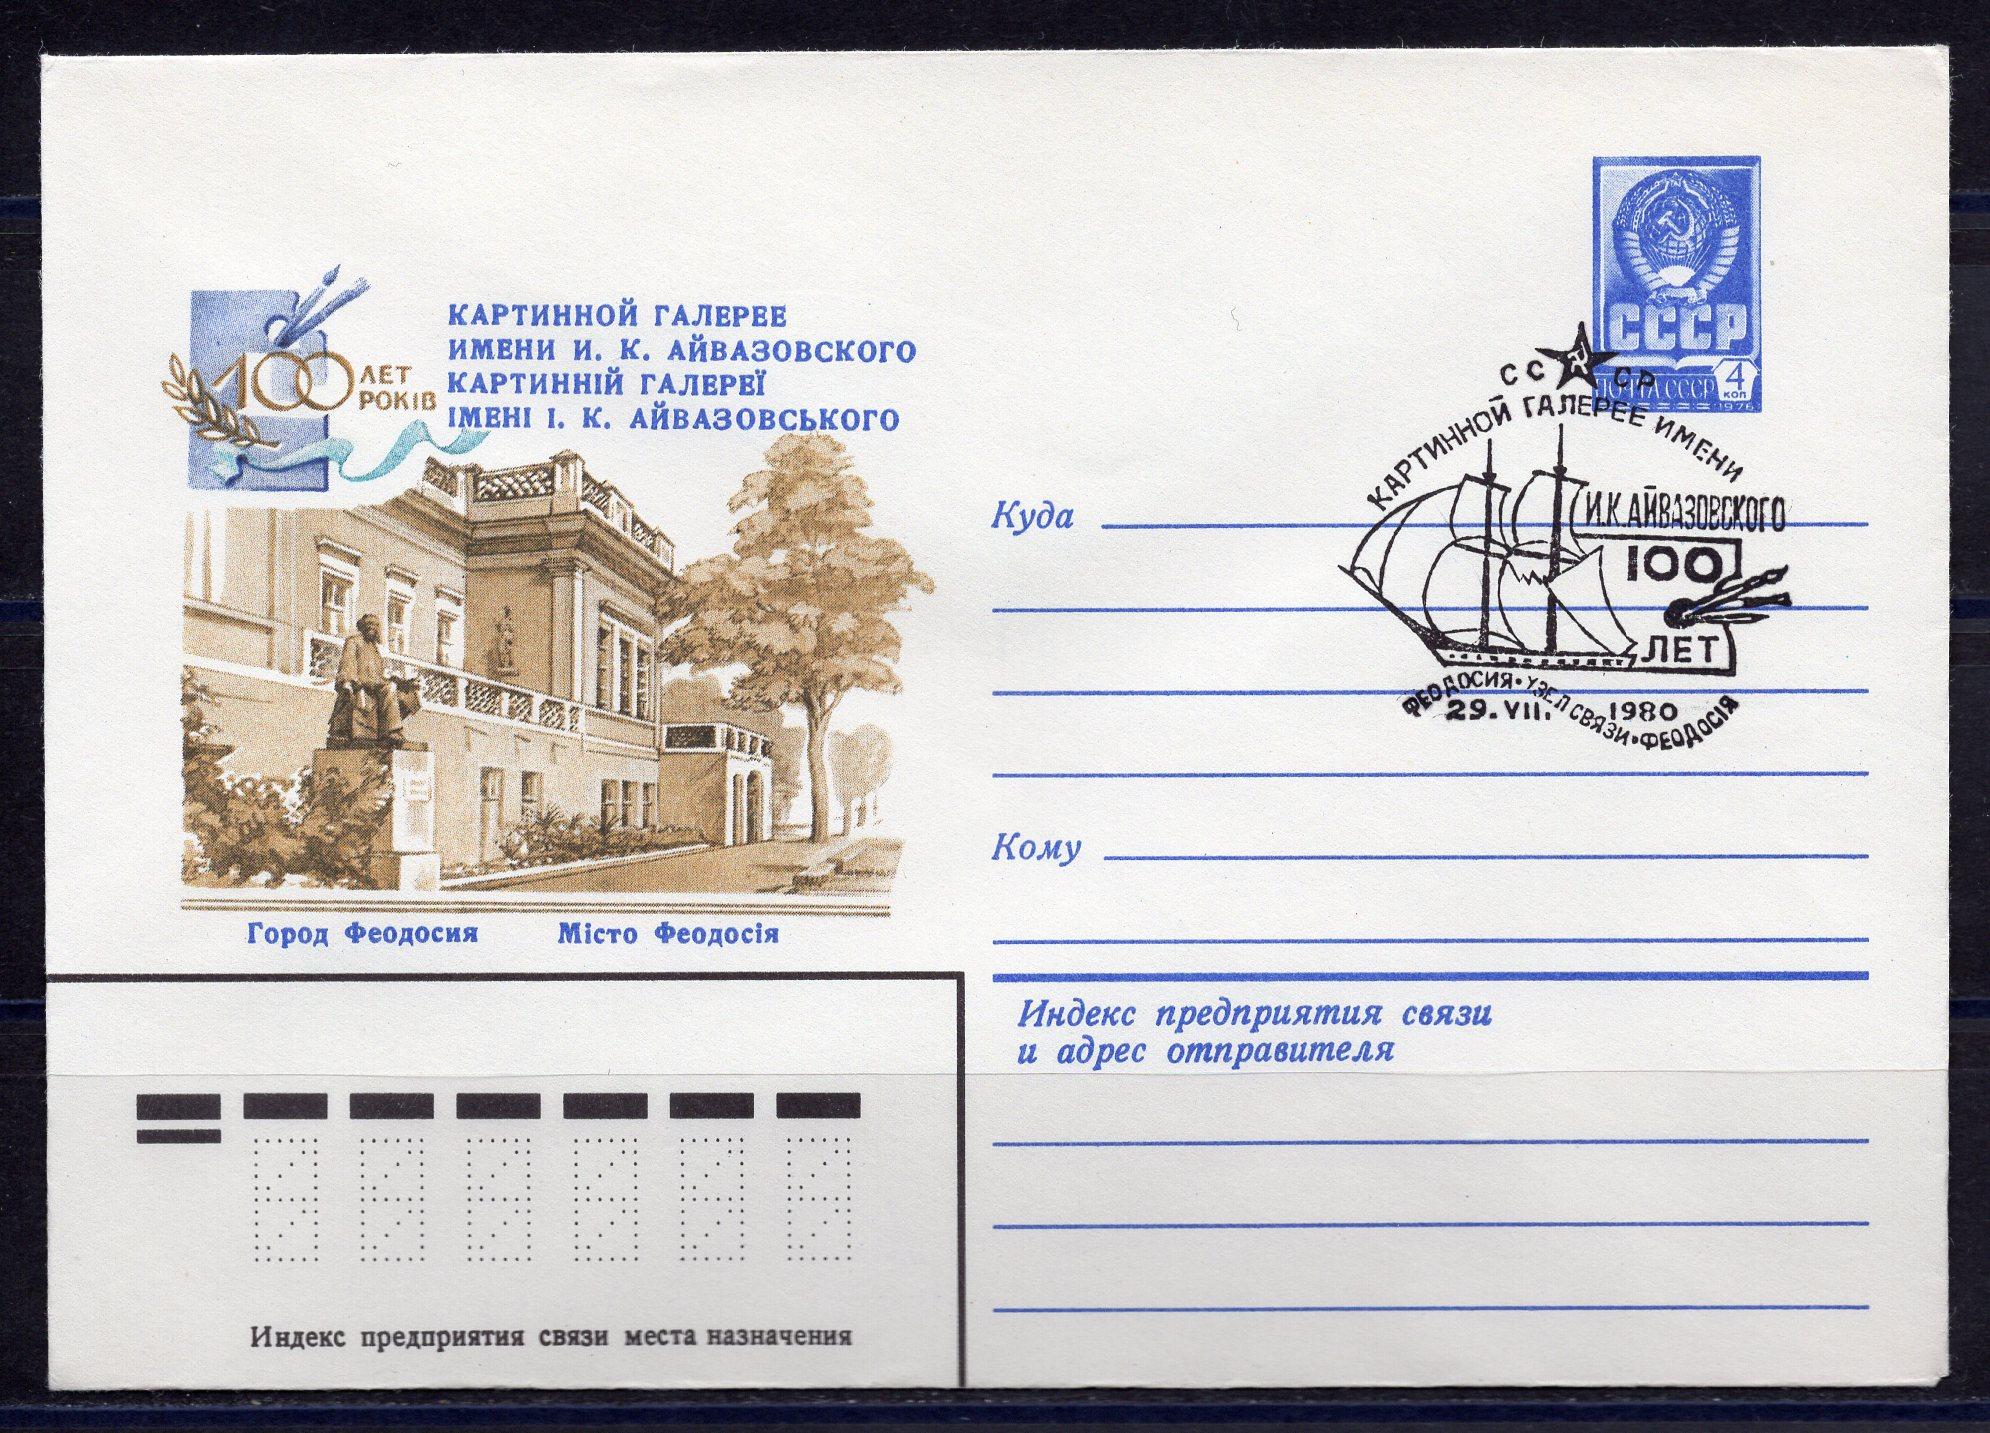 100 ЛЕТ
РОКІВ
КАРТИННОЙ ГАЛЕРЕЕ
ИМЕНИ И. К. АЙВАЗОВСКОГО
КАРТИННІЙ ГАЛЕРЕЇ
ІМЕНІ І. К. АЙВАЗОВСЬКОГО
Город Феодосия Місто Феодосія
СССР
ПОЧТА СССР 4 КОП
1976
СССР
КАРТИННОЙ ГАЛЕРЕЕ ИМЕНИ
И.К.АЙВАЗОВСКОГО
100
ЛЕТ
29.VII. 1980
ФЕОДОСИЯ • УЗЕЛ СВЯЗИ • ФЕОДОСІЯ
Куда
Кому
Индекс предприятия связи
и адрес отправителя
Индекс предприятия связи места назначения